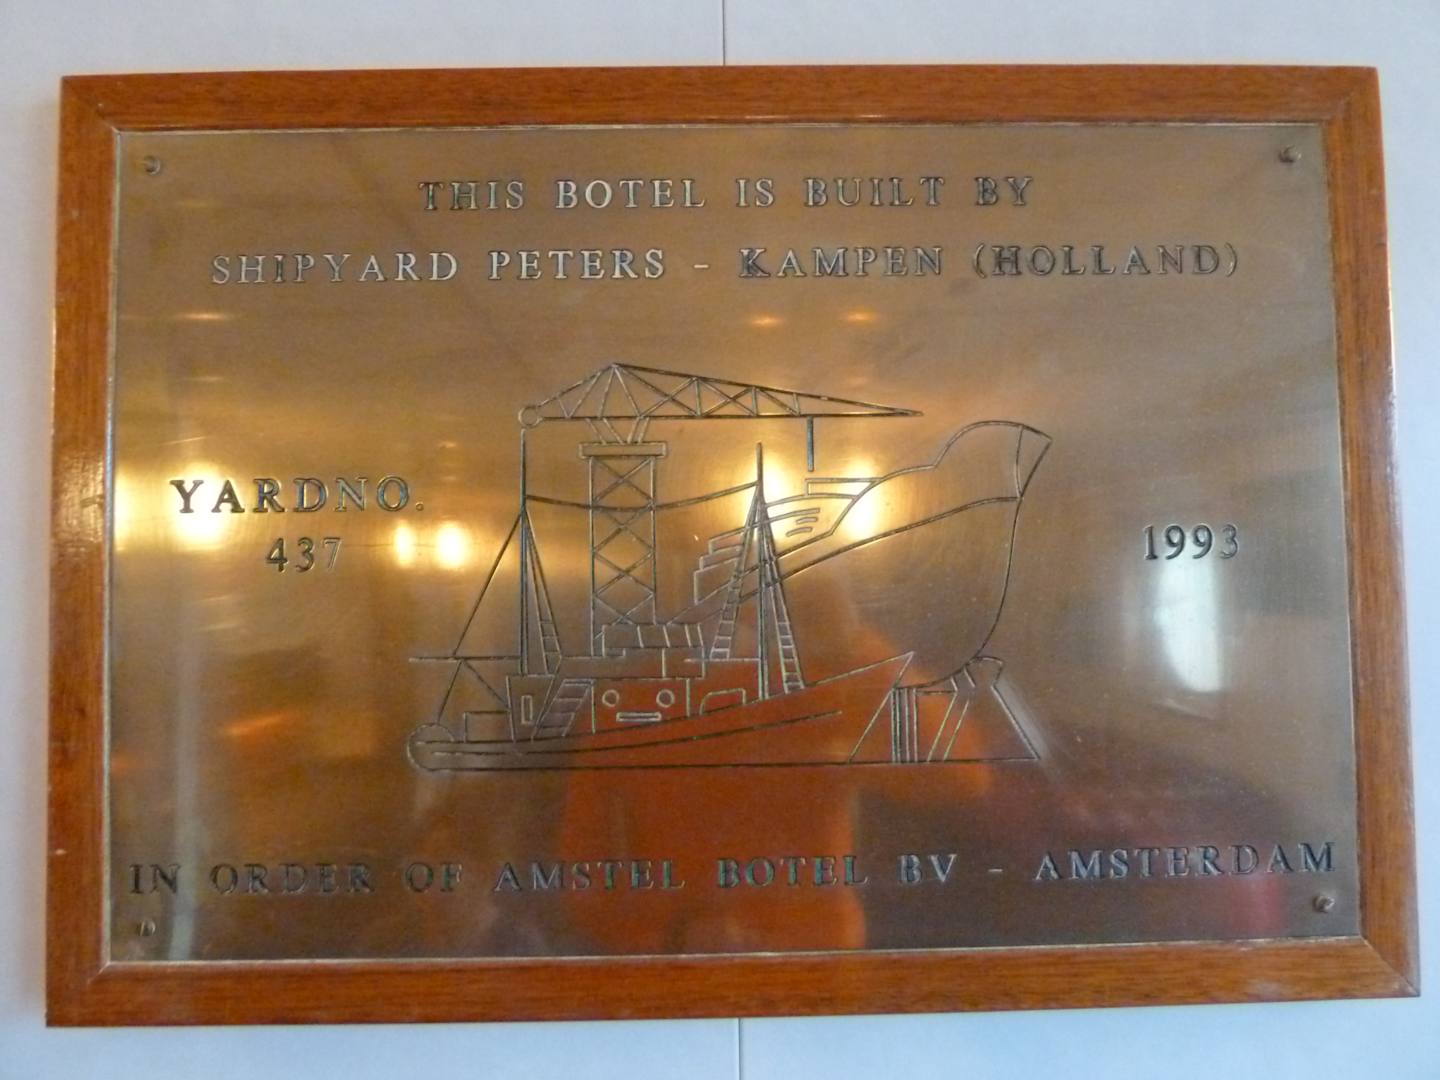 THIS BOTEL IS BUILT BY
SHIPYARD PETERS - KAMPEN (HOLLAND)
YARDNO.
437
1993
IN ORDER OF AMSTEL BOTEL BV - AMSTERDAM